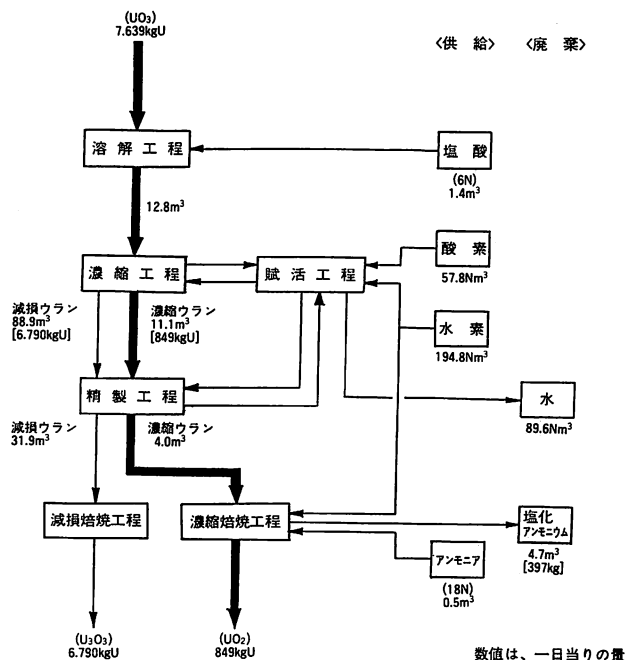 (UO₃)
7.639kgU
〈供給〉 〈廃棄〉
溶解工程
塩酸
(6N)
1.4m³
12.8m³
酸素
57.8Nm³
濃縮工程
賦活工程
減損ウラン
88.9m³
[6.790kgU]
濃縮ウラン
11.1m³
[849kgU]
水素
194.8Nm³
精製工程
水
89.6Nm³
減損ウラン
31.9m³
濃縮ウラン
4.0m³
減損焙焼工程
濃縮焙焼工程
塩化
アンモニウム
4.7m³
[397kg]
アンモニア
(18N)
0.5m³
(U₃O₃)
6.790kgU
(UO₂)
849kgU
数値は、一日当りの量